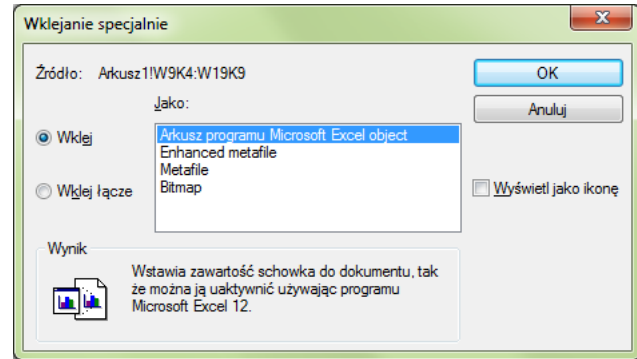 Wklejanie specjalnie
Źródło: Arkusz1!W9K4:W19K9
OK
Jako:
Anuluj
Wklej
Arkusz programu Microsoft Excel object
Enhanced metafile
Metafile
Bitmap
Wklej łącze
Wyświetl jako ikonę
Wynik
Wstawia zawartość schowka do dokumentu, tak
że można ją uaktywnić używając programu
Microsoft Excel 12.